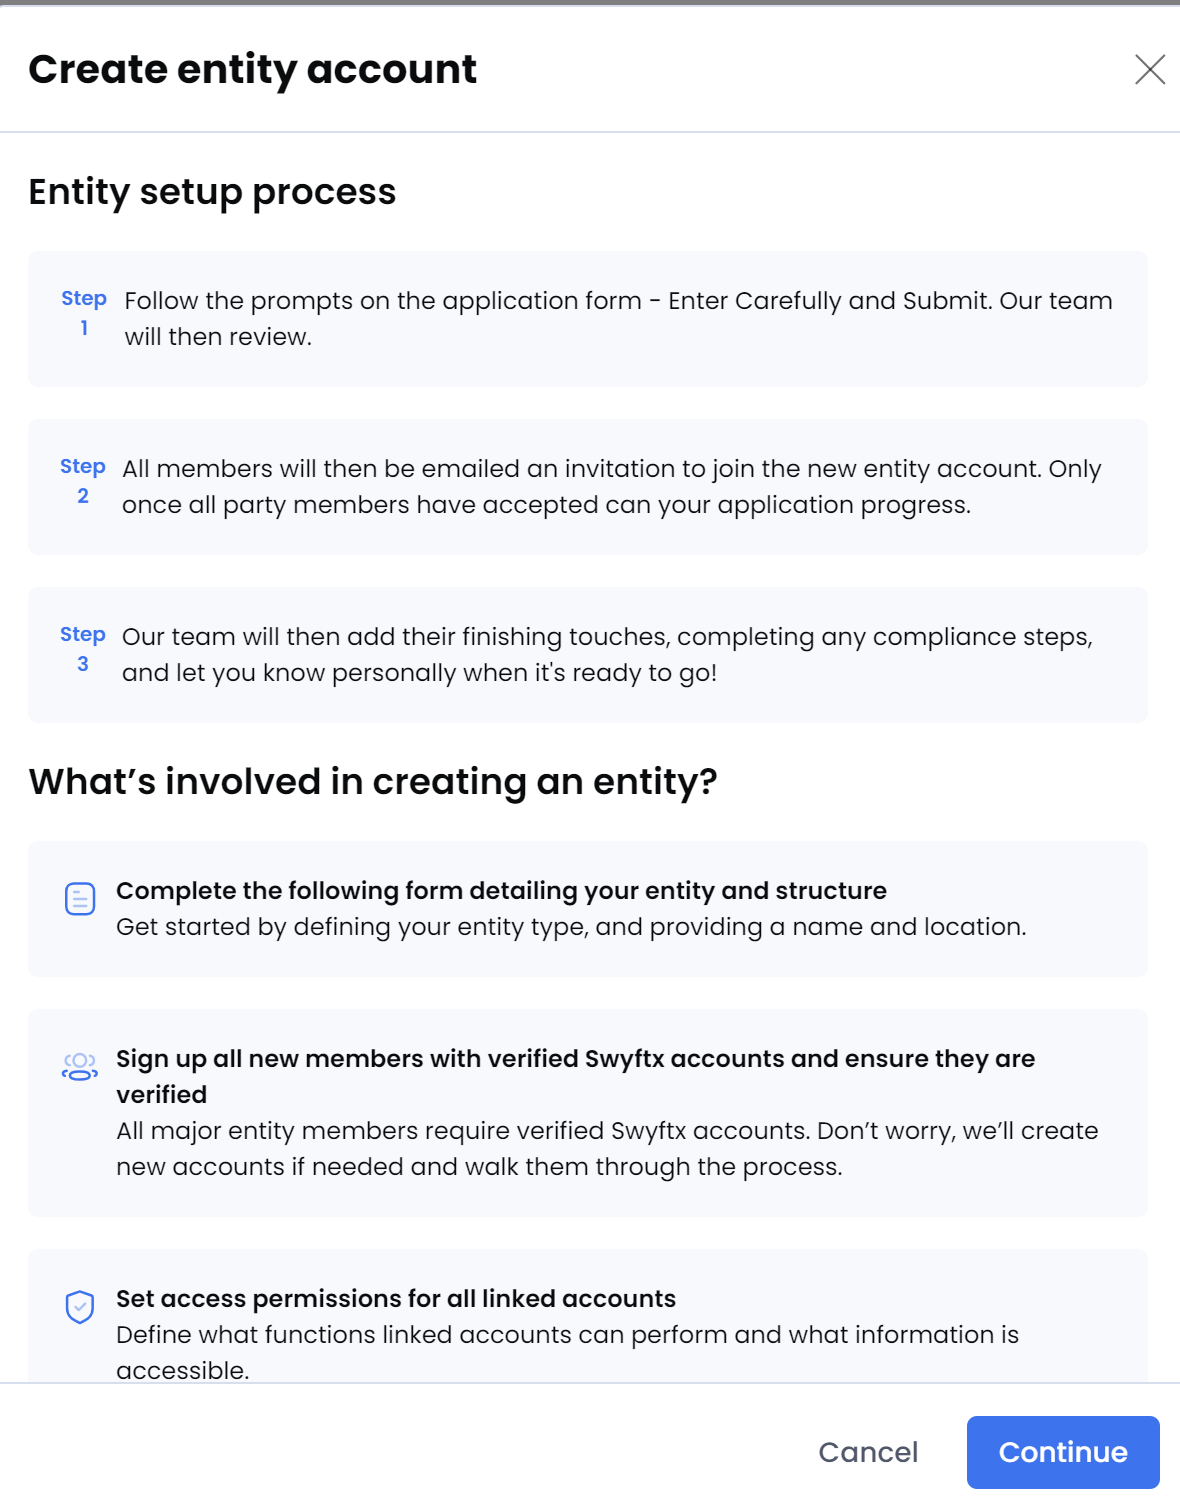 Create entity account
Entity setup process
Step
1
Follow the prompts on the application form - Enter Carefully and Submit. Our team
will then review.
Step
2
All members will then be emailed an invitation to join the new entity account. Only
once all party members have accepted can your application progress.
Step
3
Our team will then add their finishing touches, completing any compliance steps,
and let you know personally when it's ready to go!
What’s involved in creating an entity?
Complete the following form detailing your entity and structure
Get started by defining your entity type, and providing a name and location.
Sign up all new members with verified Swyftx accounts and ensure they are
verified
All major entity members require verified Swyftx accounts. Don’t worry, we’ll create
new accounts if needed and walk them through the process.
Set access permissions for all linked accounts
Define what functions linked accounts can perform and what information is
accessible.
Cancel
Continue